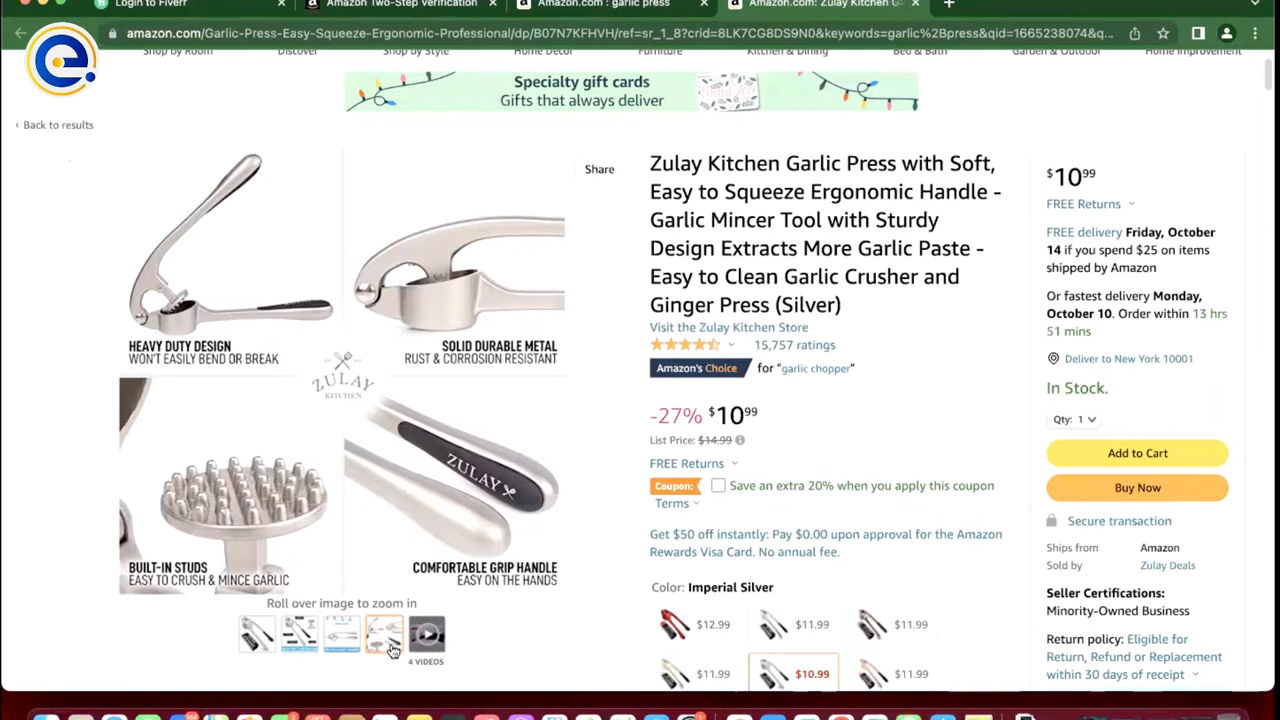 Login to Fiverr
Amazon Two-Step Verification
Amazon.com : garlic press
Amazon.com: Zulay Kitchen G
amazon.com/Garlic-Press-Easy-Squeeze-Ergonomic-Professional/dp/B07N7KFHVH/ref=sr_1_8?crid=8LK7CG8DS9N0&keywords=garlic%2Bpress&qid=1665238074&q...
Shop by Room
Discover
Shop by Style
Home Décor
Furniture
Kitchen & Dining
Bed & Bath
Garden & Outdoor
Home Improvement
e
Specialty gift cards
Gifts that always deliver
‹ Back to results
Share
HEAVY DUTY DESIGN
WON'T EASILY BEND OR BREAK
SOLID DURABLE METAL
RUST & CORROSION RESISTANT
ZULAY
KITCHEN
ZULAY
BUILT-IN STUDS
EASY TO CRUSH & MINCE GARLIC
COMFORTABLE GRIP HANDLE
EASY ON THE HANDS
Roll over image to zoom in
4 VIDEOS
Zulay Kitchen Garlic Press with Soft,
Easy to Squeeze Ergonomic Handle -
Garlic Mincer Tool with Sturdy
Design Extracts More Garlic Paste -
Easy to Clean Garlic Crusher and
Ginger Press (Silver)
Visit the Zulay Kitchen Store
15,757 ratings
Amazon's Choice for "garlic chopper"
-27% $10⁹⁹
List Price: $14.99
FREE Returns
Coupon: Save an extra 20% when you apply this coupon
Terms
Get $50 off instantly: Pay $0.00 upon approval for the Amazon
Rewards Visa Card. No annual fee.
Color: Imperial Silver
$12.99
$11.99
$11.99
$11.99
$10.99
$11.99
$10⁹⁹
FREE Returns
FREE delivery Friday, October
14 if you spend $25 on items
shipped by Amazon
Or fastest delivery Monday,
October 10. Order within 13 hrs
51 mins
Deliver to New York 10001
In Stock.
Qty: 1
Add to Cart
Buy Now
Secure transaction
Ships from Amazon
Sold by Zulay Deals
Seller Certifications:
Minority-Owned Business
Return policy: Eligible for
Return, Refund or Replacement
within 30 days of receipt